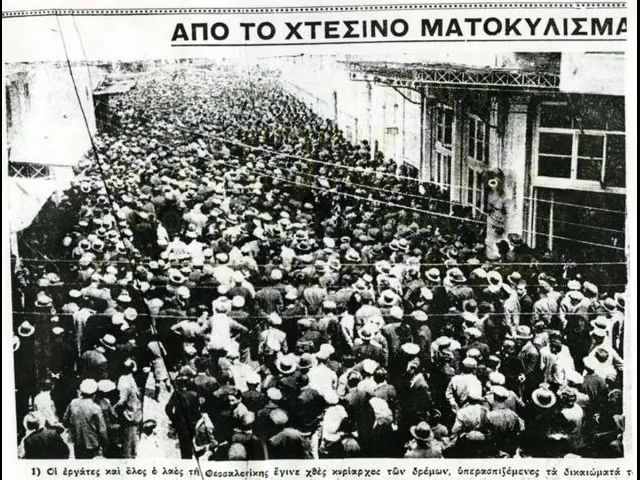 ΑΠΟ ΤΟ ΧΤΕΣΙΝΟ ΜΑΤΟΚΥΛΙΣΜΑ
1) Οἱ ἐργάτες καὶ ὅλος ὁ λαὸς τῆ Θεσσαλονίκης ἔγινε χθὲς κυρίαρχος τῶν δρόμων, ὑπερασπιζόμενος τὰ δικαιώματά τ